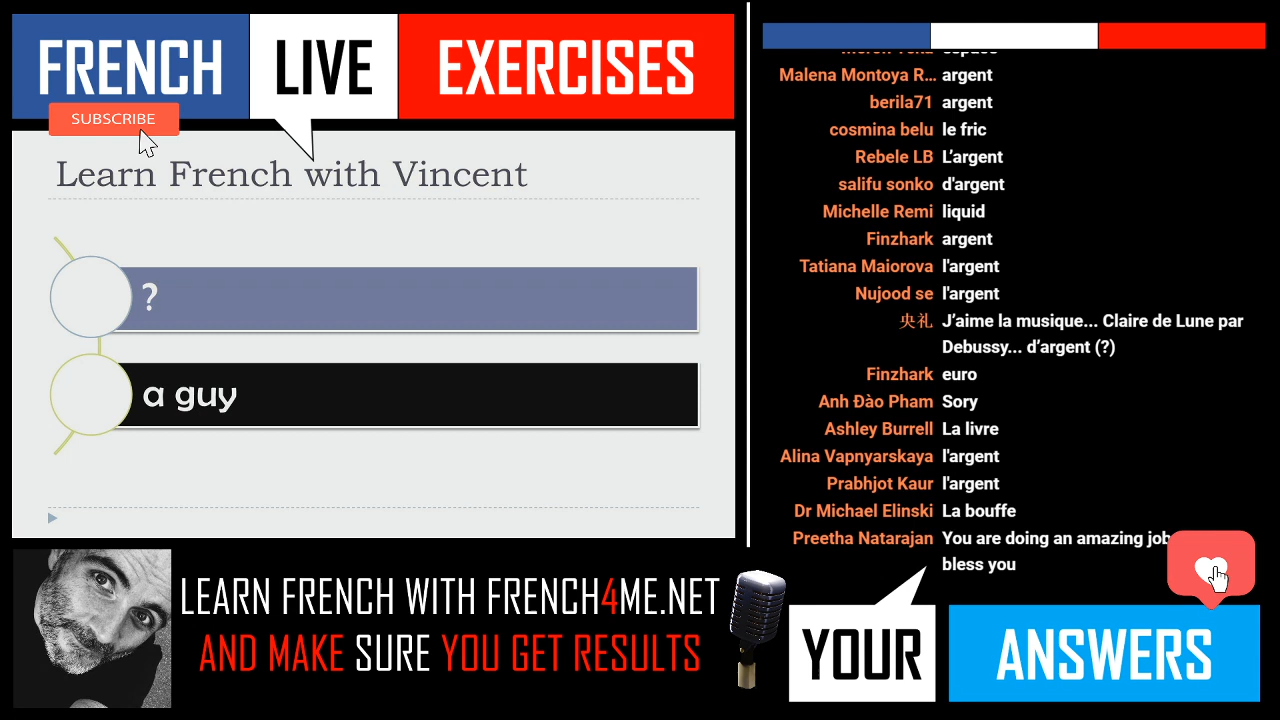 FRENCH LIVE EXERCISES
SUBSCRIBE
Learn French with Vincent
?
a guy
LEARN FRENCH WITH FRENCH4ME.NET
AND MAKE SURE YOU GET RESULTS
Malena Montoya R... argent
berila71 argent
cosmina belu le fric
Rebele LB L’argent
salifu sonko d'argent
Michelle Remi liquid
Finzhark argent
Tatiana Maiorova l'argent
Nujood se l'argent
央礼 J’aime la musique... Claire de Lune par
Debussy... d’argent (?)
Finzhark euro
Anh Đào Pham Sory
Ashley Burrell La livre
Alina Vapnyarskaya l'argent
Prabhjot Kaur l'argent
Dr Michael Elinski La bouffe
Preetha Natarajan You are doing an amazing job
bless you
YOUR ANSWERS